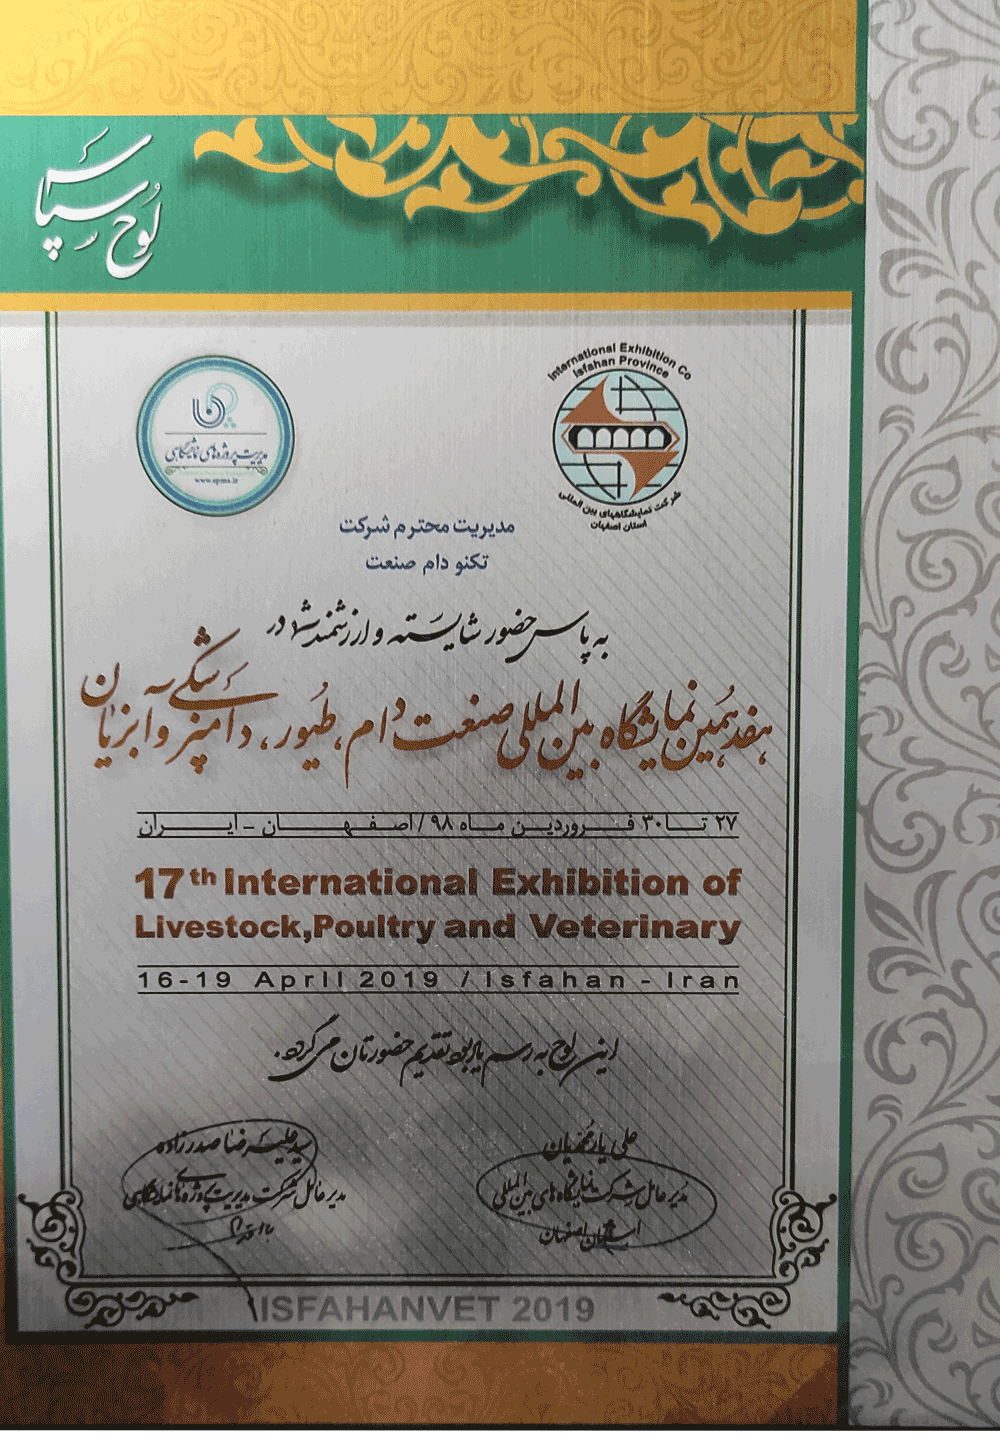 لوح سپاس
International Exhibition Co
Isfahan Province
شرکت نمایشگاههای بین المللی
استان اصفهان
مدیریت پروژه های نمایشگاهی
مدیریت محترم شرکت
تکنو دام صنعت
به پاس حضور شایسته و ارزشمند شما در
هفدهمین نمایشگاه بین المللی صنعت دام، طیور، دامپزشکی و آبزیان
۲۷ تا ۳۰ فروردین ماه ۹۸ / اصفهان - ایران
17th International Exhibition of
Livestock,Poultry and Veterinary
16-19 April 2019 / Isfahan - Iran
این لوح به رسم یادبود تقدیم حضورتان می گردد.
علی یارمحمدیان
مدیر عامل شرکت نمایشگاه های بین المللی
استان اصفهان
سید علیرضا صدرزاده
مدیر عامل شرکت مدیریت پروژه های نمایشگاهی
ISFAHANVET 2019